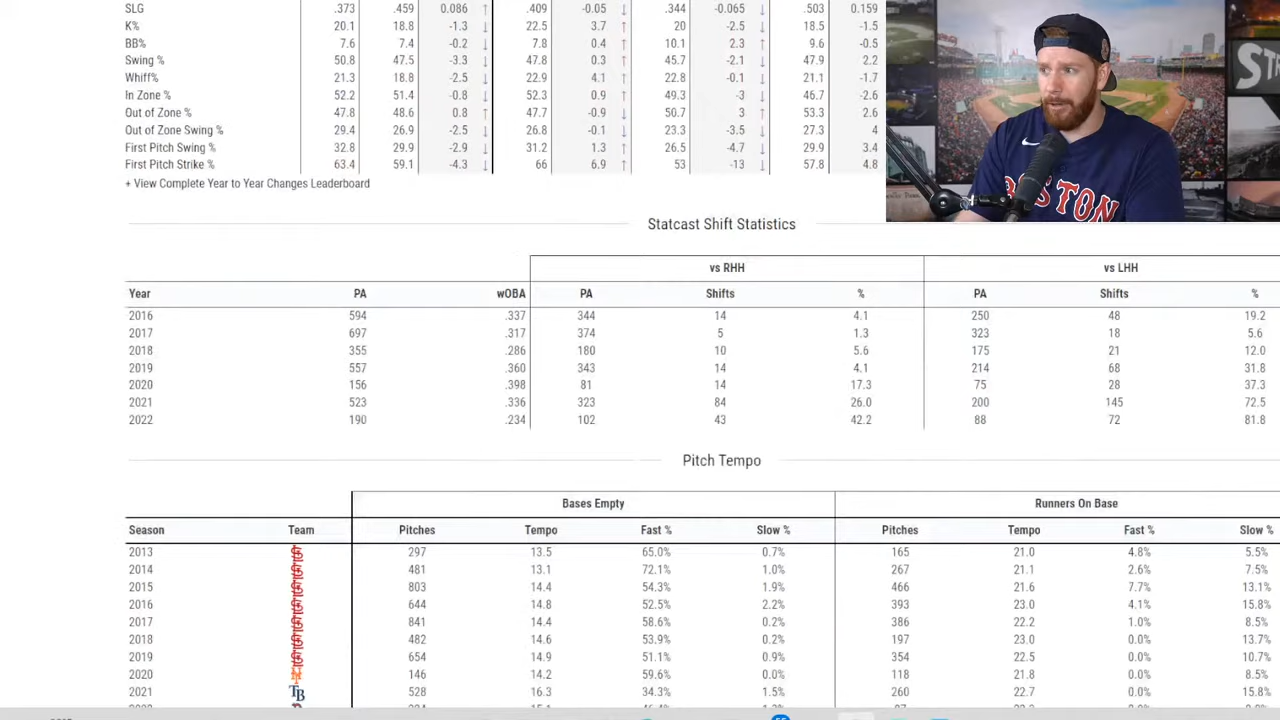 SLG .373 .459 0.086 ↑ .409 -0.05 ↓ .344 -0.065 ↓ .503 0.159
K% 20.1 18.8 -1.3 ↓ 22.5 3.7 ↑ 20 -2.5 ↓ 18.5 -1.5
BB% 7.6 7.4 -0.2 ↓ 7.8 0.4 ↑ 10.1 2.3 ↑ 9.6 -0.5
Swing % 50.8 47.5 -3.3 ↓ 47.8 0.3 ↑ 45.7 -2.1 ↓ 47.9 2.2
Whiff% 21.3 18.8 -2.5 ↓ 22.9 4.1 ↑ 22.8 -0.1 ↓ 21.1 -1.7
In Zone % 52.2 51.4 -0.8 ↓ 52.3 0.9 ↑ 49.3 -3 ↓ 46.7 -2.6
Out of Zone % 47.8 48.6 0.8 ↑ 47.7 -0.9 ↓ 50.7 3 ↑ 53.3 2.6
Out of Zone Swing % 29.4 26.9 -2.5 ↓ 26.8 -0.1 ↓ 23.3 -3.5 ↓ 27.3 4
First Pitch Swing % 32.8 29.9 -2.9 ↓ 31.2 1.3 ↑ 26.5 -4.7 ↓ 29.9 3.4
First Pitch Strike % 63.4 59.1 -4.3 ↓ 66 6.9 ↑ 53 -13 ↓ 57.8 4.8
+ View Complete Year to Year Changes Leaderboard
BOSTON
Statcast Shift Statistics
vs RHH vs LHH
Year PA wOBA PA Shifts % PA Shifts %
2016 594 .337 344 14 4.1 250 48 19.2
2017 697 .317 374 5 1.3 323 18 5.6
2018 355 .286 180 10 5.6 175 21 12.0
2019 557 .360 343 14 4.1 214 68 31.8
2020 156 .398 81 14 17.3 75 28 37.3
2021 523 .336 323 84 26.0 200 145 72.5
2022 190 .234 102 43 42.2 88 72 81.8
Pitch Tempo
Bases Empty Runners On Base
Season Team Pitches Tempo Fast % Slow % Pitches Tempo Fast % Slow %
2013 297 13.5 65.0% 0.7% 165 21.0 4.8% 5.5%
2014 481 13.1 72.1% 1.0% 267 21.1 2.6% 7.5%
2015 803 14.4 54.3% 1.9% 466 21.6 7.7% 13.1%
2016 644 14.8 52.5% 2.2% 393 23.0 4.1% 15.8%
2017 841 14.4 58.6% 0.2% 386 22.2 1.0% 8.5%
2018 482 14.6 53.9% 0.2% 197 23.0 0.0% 13.7%
2019 654 14.9 51.1% 0.9% 354 22.5 0.0% 10.7%
2020 146 14.2 59.6% 0.0% 118 21.8 0.0% 8.5%
2021 TB 528 16.3 34.3% 1.5% 260 22.7 0.0% 15.8%